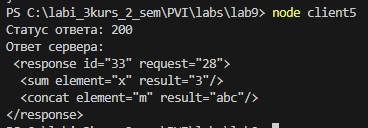 PS C:\labi_3kurs_2_sem\PVI\labs\lab9> node client5
Статус ответа: 200
Ответ сервера:
<response id="33" request="28">
<sum element="x" result="3"/>
<concat element="m" result="abc"/>
</response>